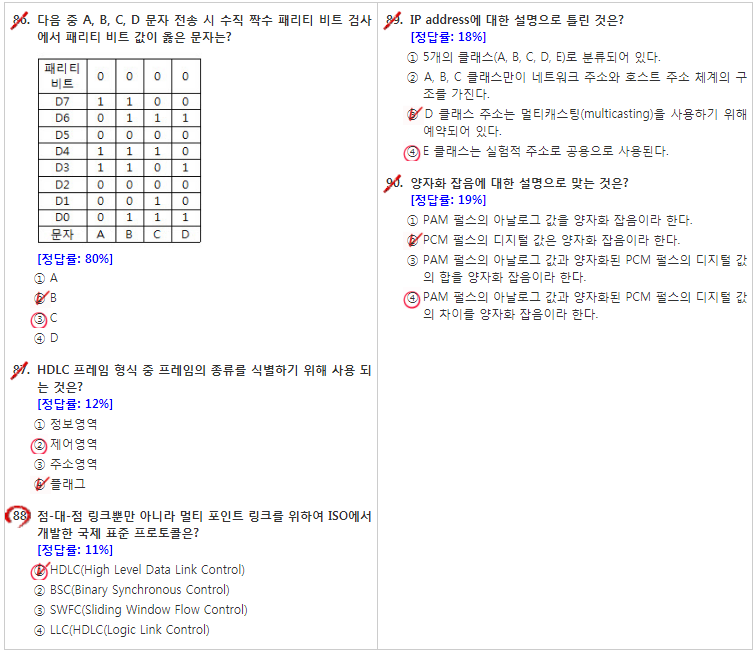 86. 다음 중 A, B, C, D 문자 전송 시 수직 짝수 패리티 비트 검사
에서 패리티 비트 값이 옳은 문자는?
패리티 비트 0 0 0 0
D7 1 1 0 0
D6 0 1 1 1
D5 0 0 0 0
D4 1 1 1 0
D3 1 1 0 1
D2 0 0 0 0
D1 0 0 1 0
D0 0 1 1 1
문자 A B C D
[정답률: 80%]
① A
② B
③ C
④ D
87. HDLC 프레임 형식 중 프레임의 종류를 식별하기 위해 사용 되
는 것은?
[정답률: 12%]
① 정보영역
② 제어영역
③ 주소영역
④ 플래그
88. 점-대-점 링크뿐만 아니라 멀티 포인트 링크를 위하여 ISO에서
개발한 국제 표준 프로토콜은?
[정답률: 11%]
① HDLC(High Level Data Link Control)
② BSC(Binary Synchronous Control)
③ SWFC(Sliding Window Flow Control)
④ LLC(HDLC(Logic Link Control)
89. IP address에 대한 설명으로 틀린 것은?
[정답률: 18%]
① 5개의 클래스(A, B, C, D, E)로 분류되어 있다.
② A, B, C 클래스만이 네트워크 주소와 호스트 주소 체계의 구
조를 가진다.
③ D 클래스 주소는 멀티캐스팅(multicasting)을 사용하기 위해
예약되어 있다.
④ E 클래스는 실험적 주소로 공용으로 사용된다.
90. 양자화 잡음에 대한 설명으로 맞는 것은?
[정답률: 19%]
① PAM 펄스의 아날로그 값을 양자화 잡음이라 한다.
② PCM 펄스의 디지털 값은 양자화 잡음이라 한다.
③ PAM 펄스의 아날로그 값과 양자화된 PCM 펄스의 디지털 값
의 합을 양자화 잡음이라 한다.
④ PAM 펄스의 아날로그 값과 양자화된 PCM 펄스의 디지털 값
의 차이를 양자화 잡음이라 한다.